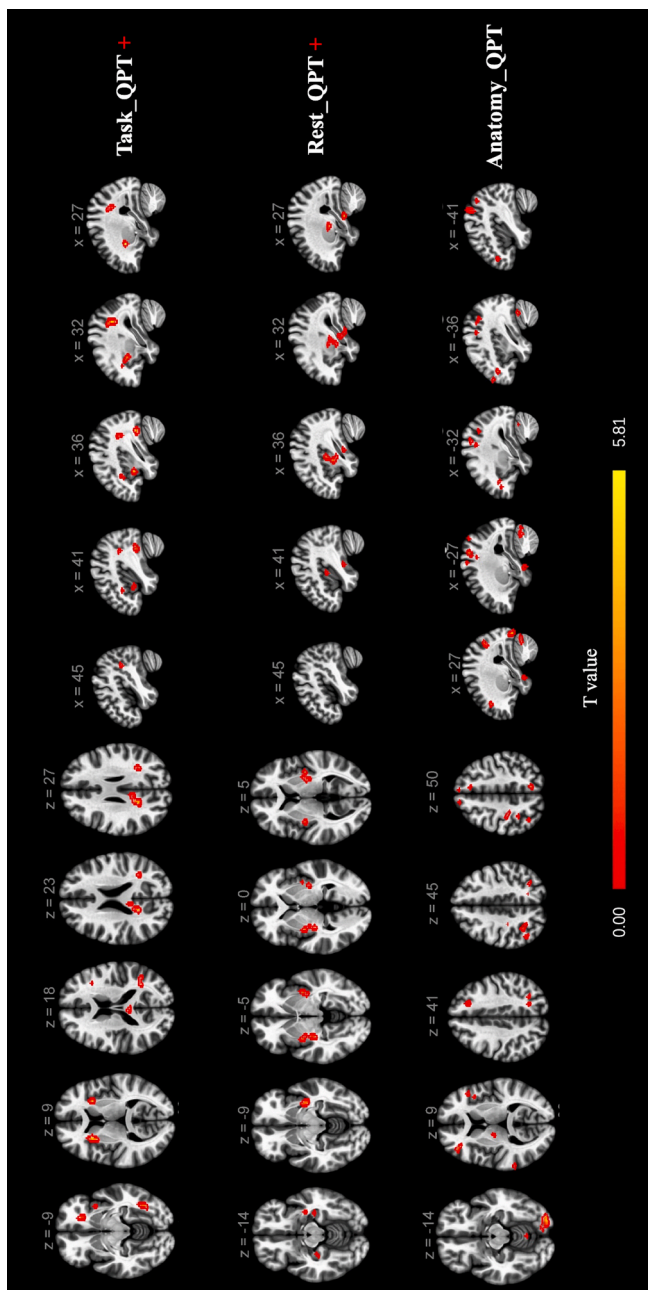 z = -9 z = 9 z = 18 z = 23 z = 27 x = 45 x = 41 x = 36 x = 32 x = 27 Task_QPT +
z = -14 z = -9 z = -5 z = 0 z = 5 x = 45 x = 41 x = 36 x = 32 x = 27 Rest_QPT +
z = -14 z = 9 z = 41 z = 45 z = 50 x = 27 x = -27 x = -32 x = -36 x = -41 Anatomy_QPT
T value
0.00 5.81